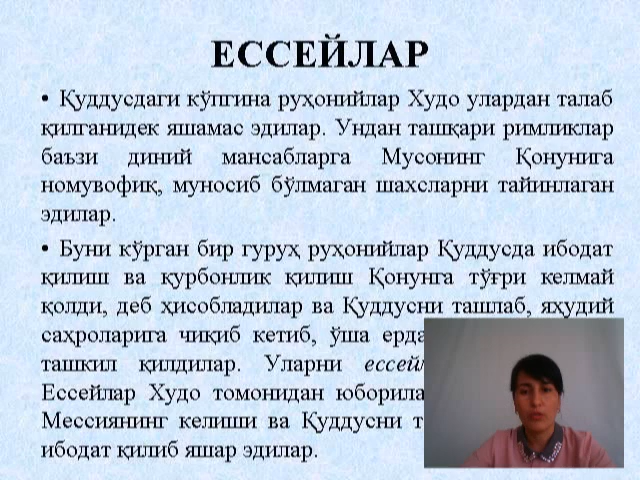 ЕССЕЙЛАР
• Қуддусдаги кўпгина руҳонийлар Худо улардан талаб
қилганидек яшамас эдилар. Ундан ташқари римликлар
баъзи диний мансабларга Мусонинг Қонунига
номувофиқ, муносиб бўлмаган шахсларни тайинлаган
эдилар.
• Буни кўрган бир гуруҳ руҳонийлар Қуддусда ибодат
қилиш ва қурбонлик қилиш Қонунга тўғри келмай
қолди, деб ҳисобладилар ва Қуддусни ташлаб, яҳудий
саҳроларига чиқиб кетиб, ўша ерда
ташкил қилдилар. Уларни
Ессейлар Худо томонидан
Мессиянинг келиши ва Қуддусни
ибодат қилиб яшар эдилар.